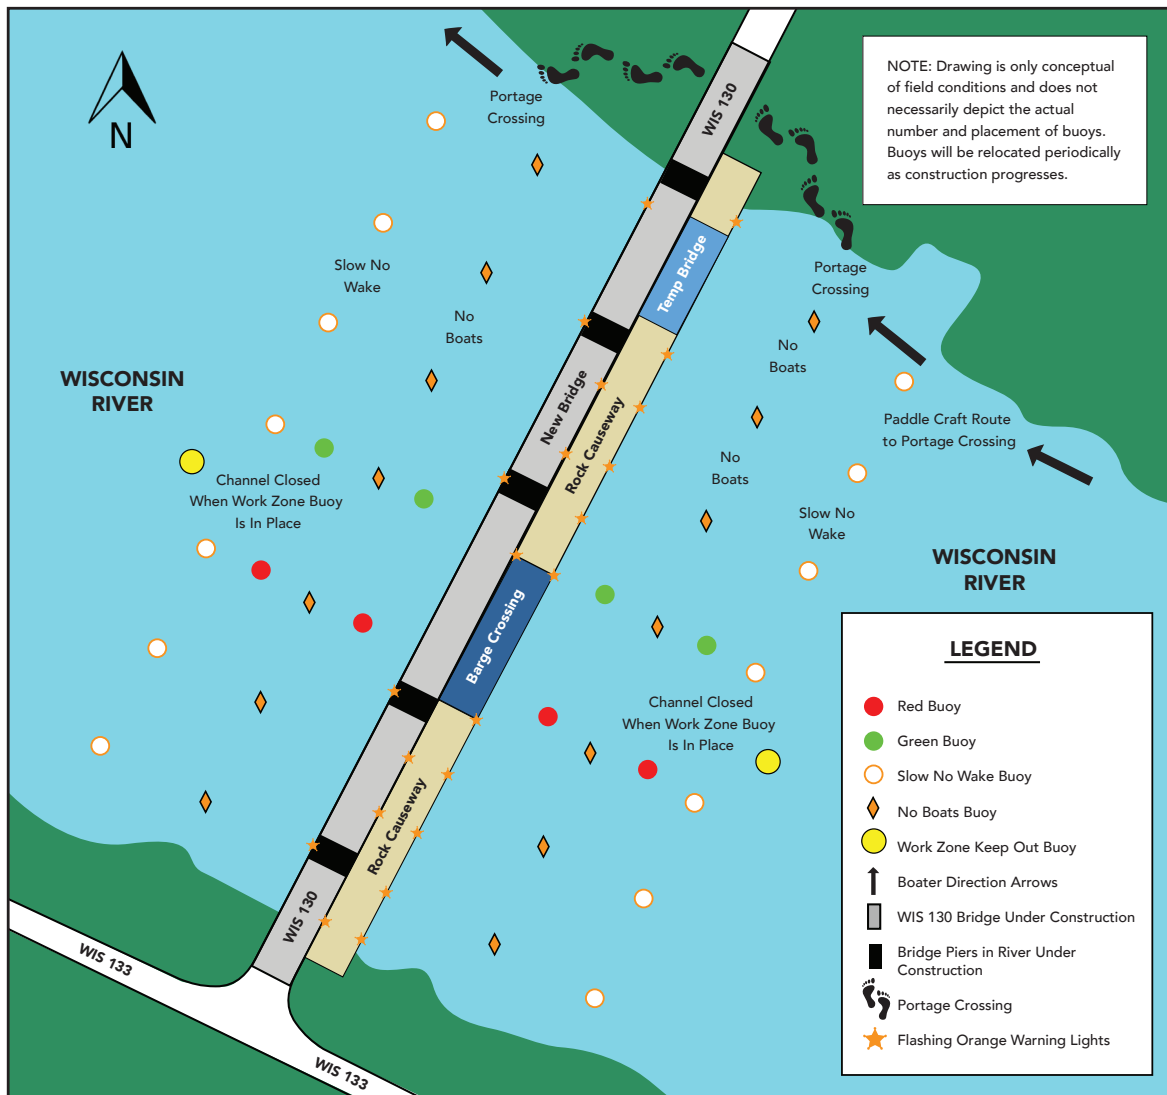 N
Portage
Crossing
WIS 130
NOTE: Drawing is only conceptual
of field conditions and does not
necessarily depict the actual
number and placement of buoys.
Buoys will be relocated periodically
as construction progresses.
Slow No
Wake
No
Boats
Temp Bridge
Portage
Crossing
No
Boats
WISCONSIN
RIVER
New Bridge
Rock Causeway
Paddle Craft Route
to Portage Crossing
No
Boats
Channel Closed
When Work Zone Buoy
Is In Place
Slow No
Wake
WISCONSIN
RIVER
Barge Crossing
Channel Closed
When Work Zone Buoy
Is In Place
Rock Causeway
WIS 130
WIS 133
WIS 133
LEGEND
Red Buoy
Green Buoy
Slow No Wake Buoy
No Boats Buoy
Work Zone Keep Out Buoy
Boater Direction Arrows
WIS 130 Bridge Under Construction
Bridge Piers in River Under
Construction
Portage Crossing
Flashing Orange Warning Lights